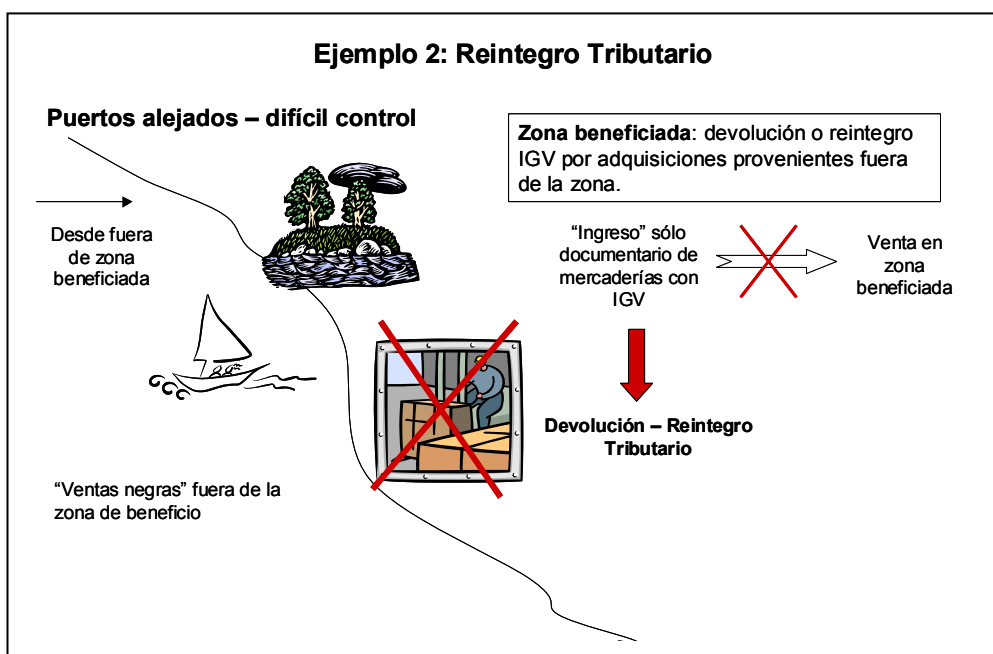 Ejemplo 2: Reintegro Tributario
Puertos alejados – difícil control
Zona beneficiada: devolución o reintegro
IGV por adquisiciones provenientes fuera
de la zona.
Desde fuera
de zona
beneficiada
“Ingreso” sólo
documentario de
mercaderías con
IGV
Venta en
zona
beneficiada
Devolución – Reintegro
Tributario
“Ventas negras” fuera de la
zona de beneficio